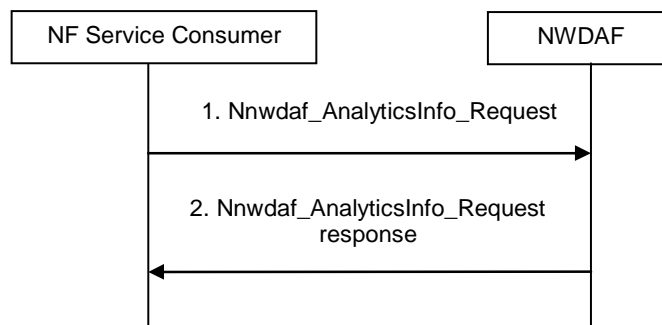 NF Service Consumer
NWDAF
1. Nnwdaf_AnalyticsInfo_Request
2. Nnwdaf_AnalyticsInfo_Request
response